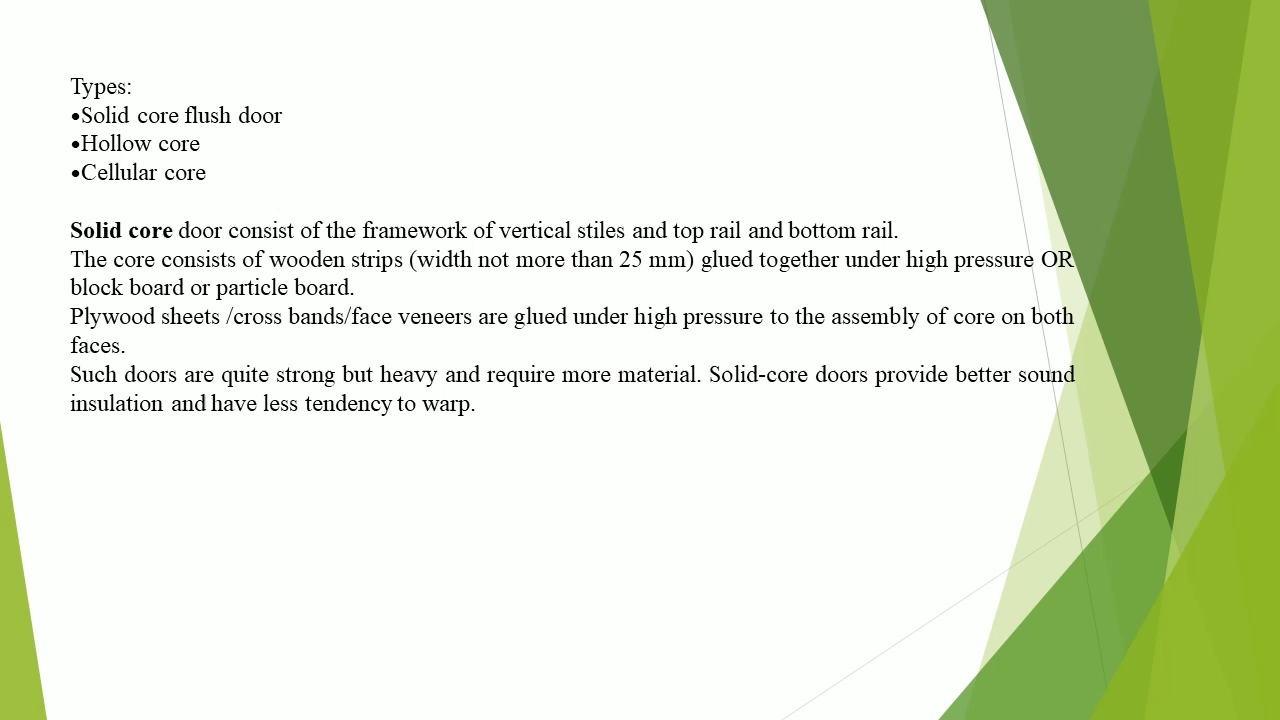 Types:
•Solid core flush door
•Hollow core
•Cellular core
Solid core door consist of the framework of vertical stiles and top rail and bottom rail.
The core consists of wooden strips (width not more than 25 mm) glued together under high pressure OR
block board or particle board.
Plywood sheets /cross bands/face veneers are glued under high pressure to the assembly of core on both
faces.
Such doors are quite strong but heavy and require more material. Solid-core doors provide better sound
insulation and have less tendency to warp.